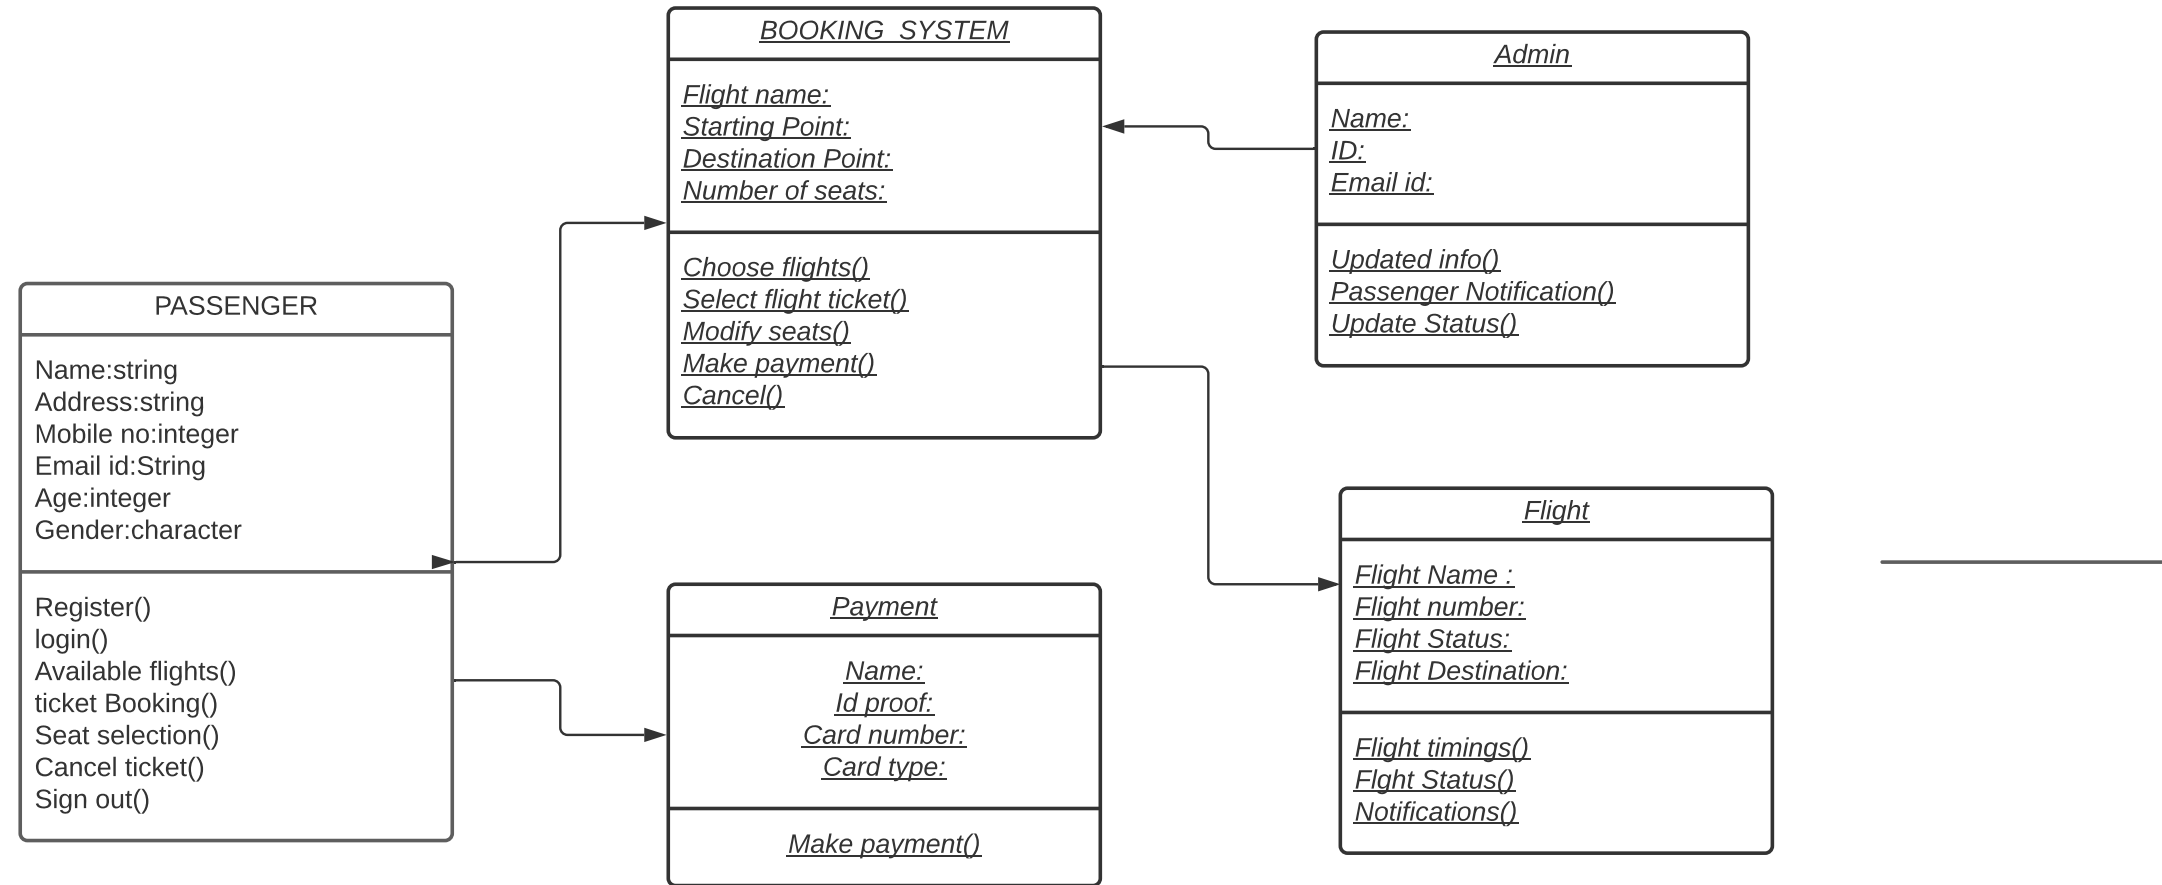 PASSENGER
Name:string
Address:string
Mobile no:integer
Email id:String
Age:integer
Gender:character
Register()
login()
Available flights()
ticket Booking()
Seat selection()
Cancel ticket()
Sign out()
BOOKING SYSTEM
Flight name:
Starting Point:
Destination Point:
Number of seats:
Choose flights()
Select flight ticket()
Modify seats()
Make payment()
Cancel()
Payment
Name:
Id proof:
Card number:
Card type:
Make payment()
Admin
Name:
ID:
Email id:
Updated info()
Passenger Notification()
Update Status()
Flight
Flight Name :
Flight number:
Flight Status:
Flight Destination:
Flight timings()
Flght Status()
Notifications()